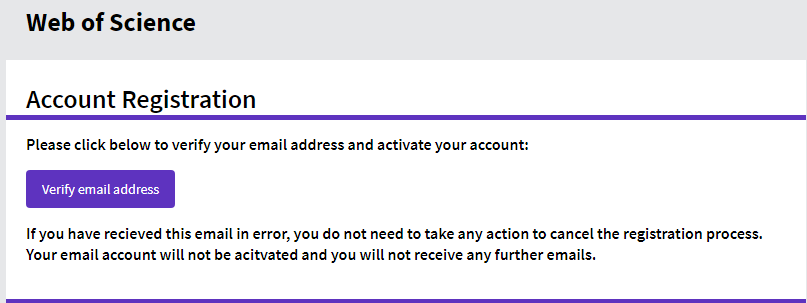 Web of Science
Account Registration
Please click below to verify your email address and activate your account:
Verify email address
If you have recieved this email in error, you do not need to take any action to cancel the registration process.
Your email account will not be acitvated and you will not receive any further emails.